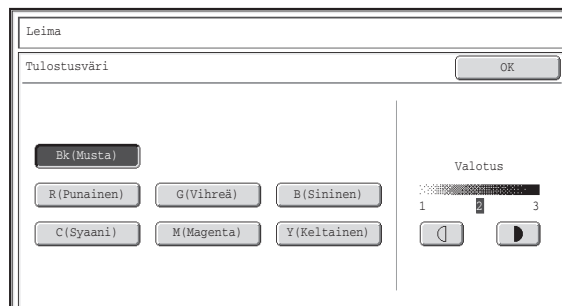 Leima
Tulostusväri
OK
Bk(Musta)
R(Punainen) G(Vihreä) B(Sininen)
C(Syaani) M(Magenta) Y(Keltainen)
Valotus
1 2 3